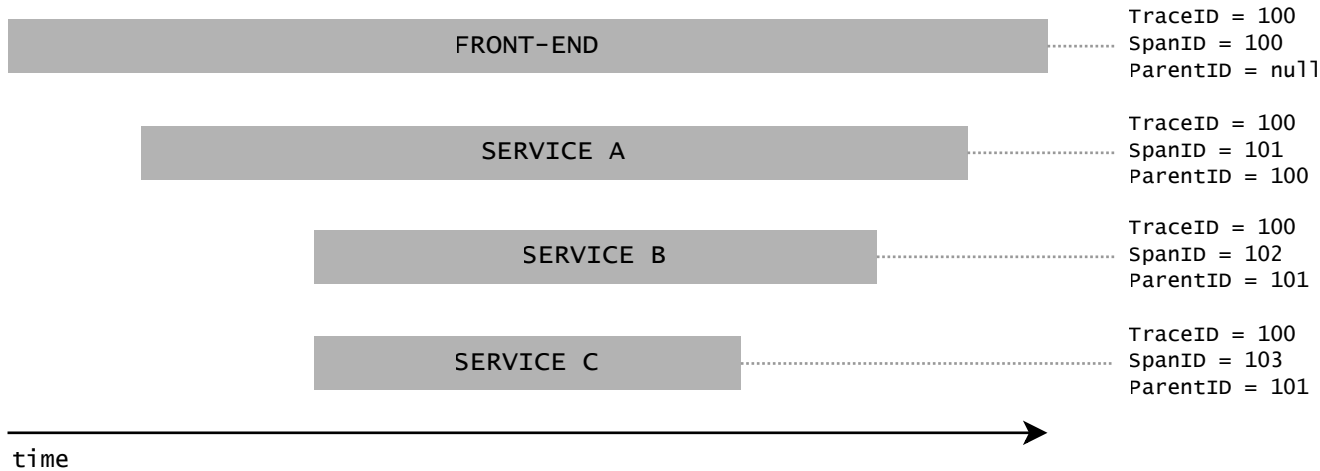 FRONT-END
TraceID = 100
SpanID = 100
ParentID = null
SERVICE A
TraceID = 100
SpanID = 101
ParentID = 100
SERVICE B
TraceID = 100
SpanID = 102
ParentID = 101
SERVICE C
TraceID = 100
SpanID = 103
ParentID = 101
time